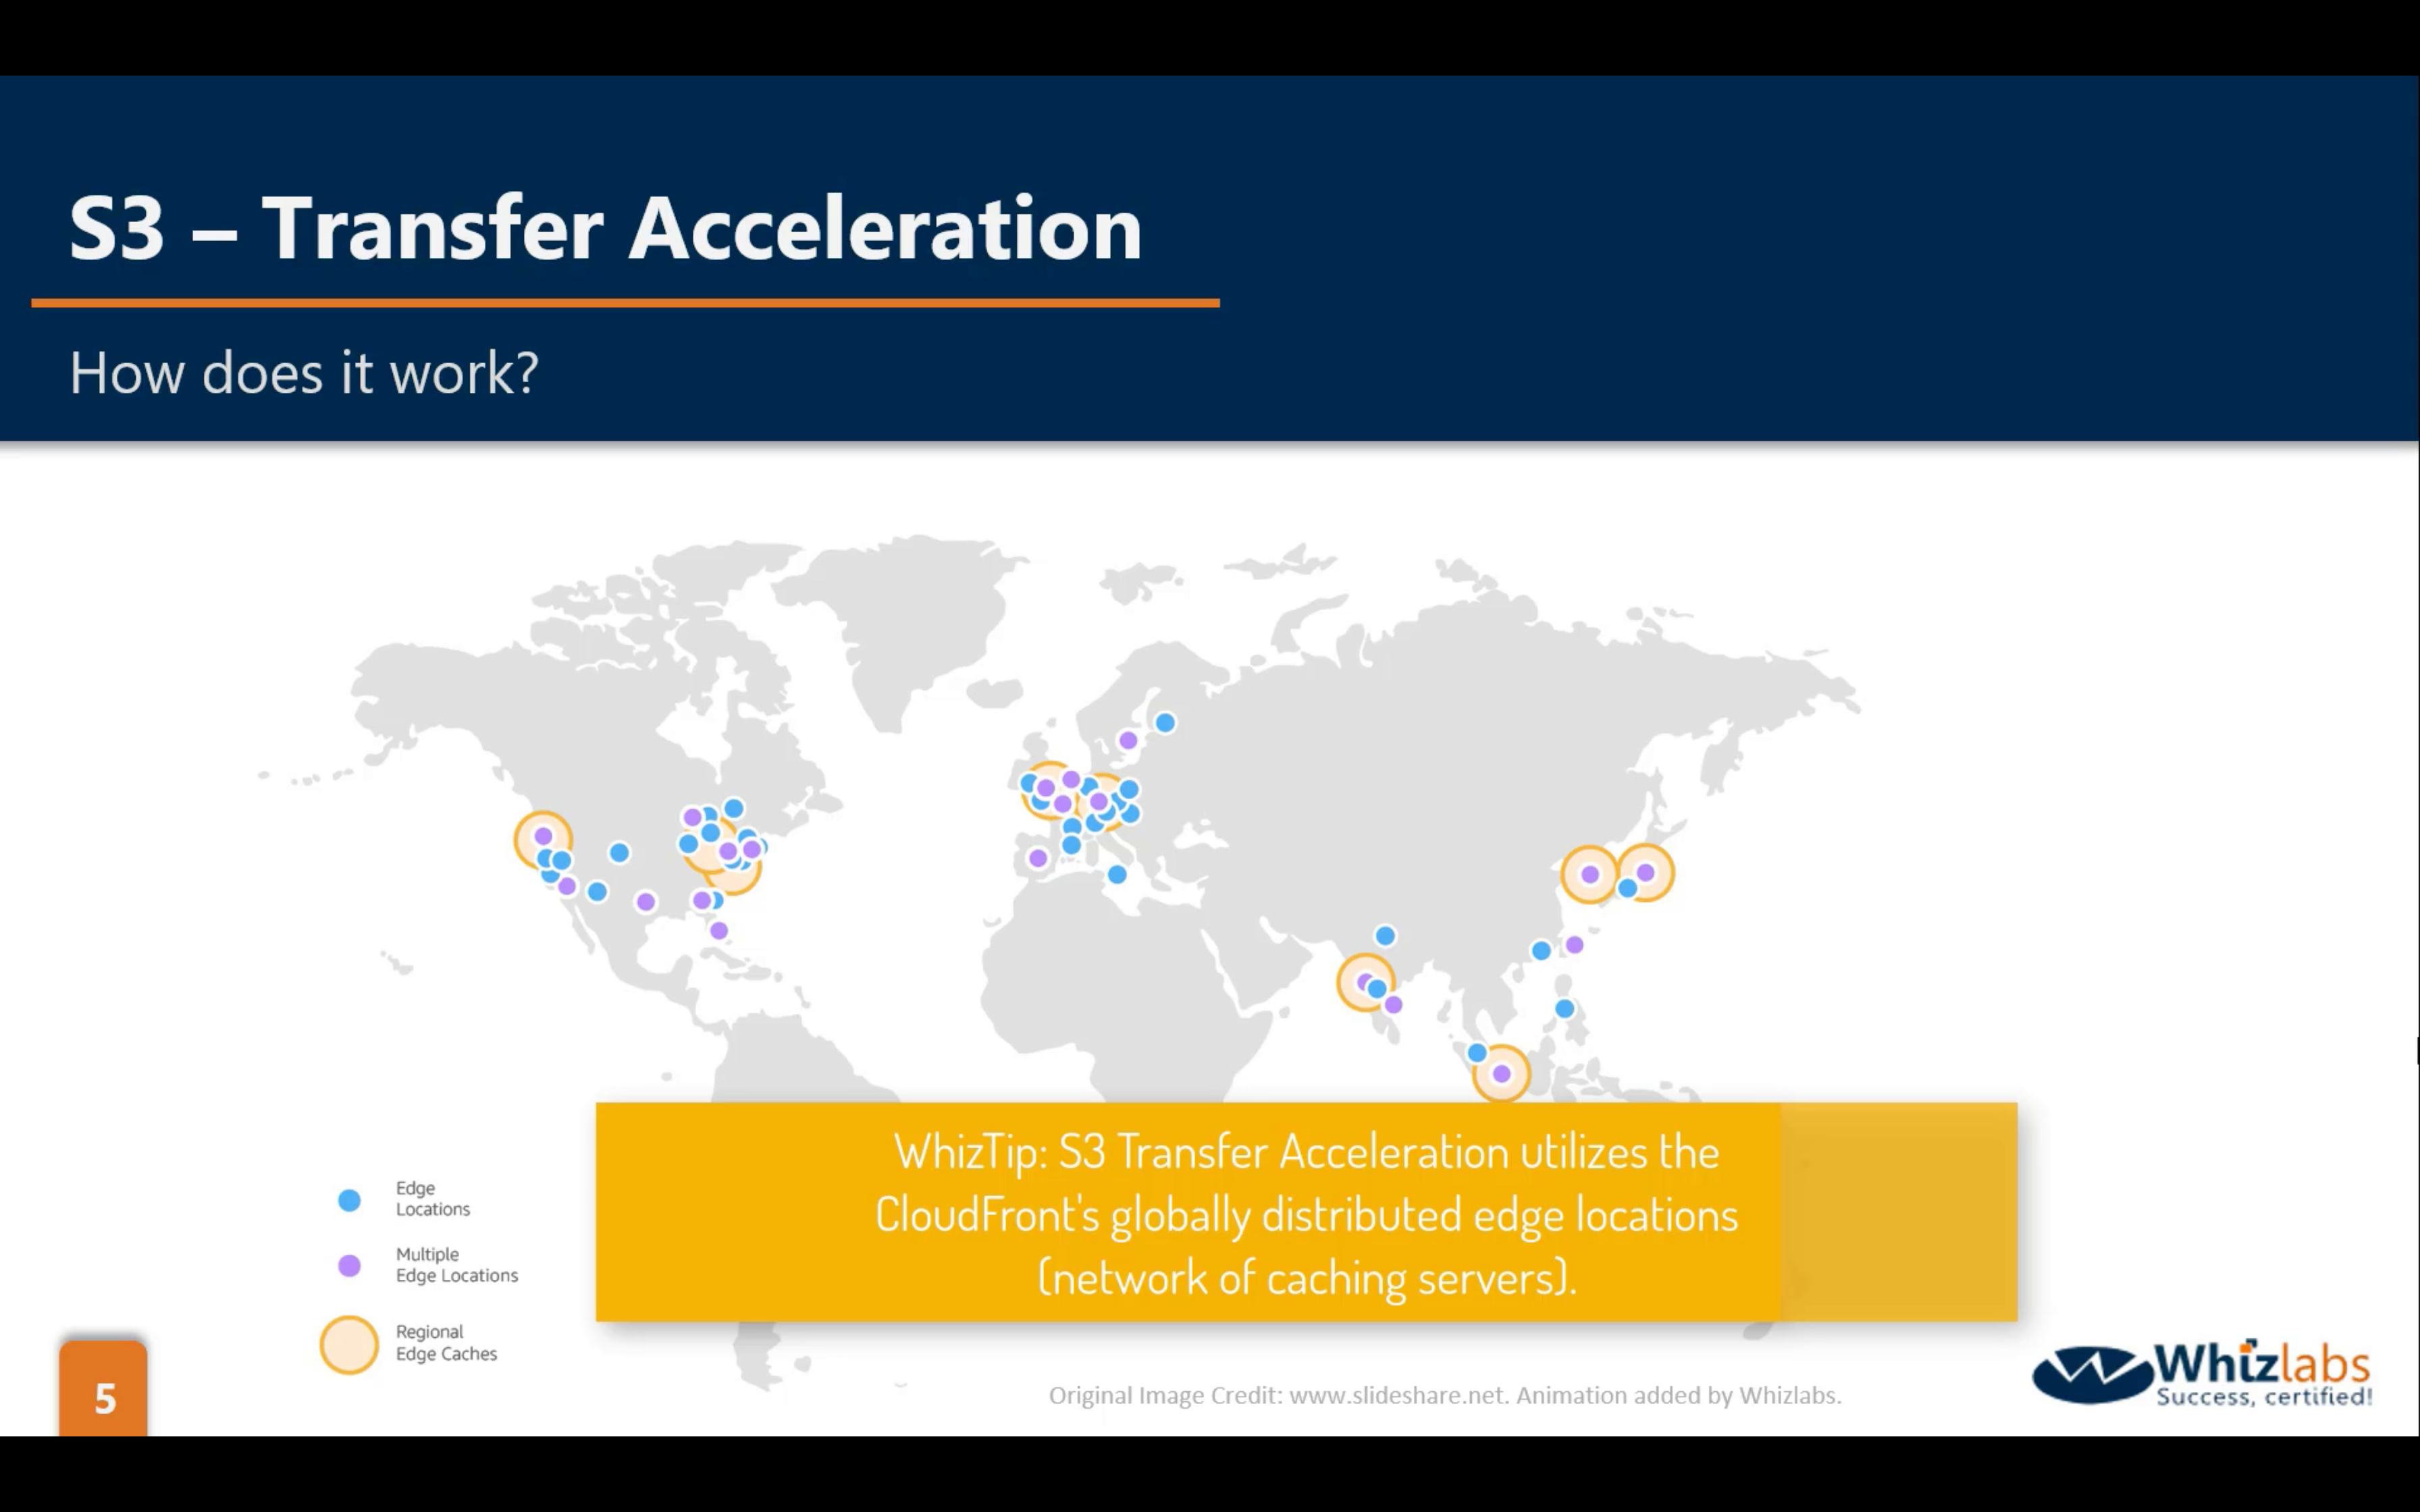 S3 – Transfer Acceleration
How does it work?
Edge
Locations
Multiple
Edge Locations
Regional
Edge Caches
WhizTip: S3 Transfer Acceleration utilizes the
CloudFront's globally distributed edge locations
(network of caching servers).
5
Original Image Credit: www.slideshare.net. Animation added by Whizlabs.
Whizlabs
Success, certified!